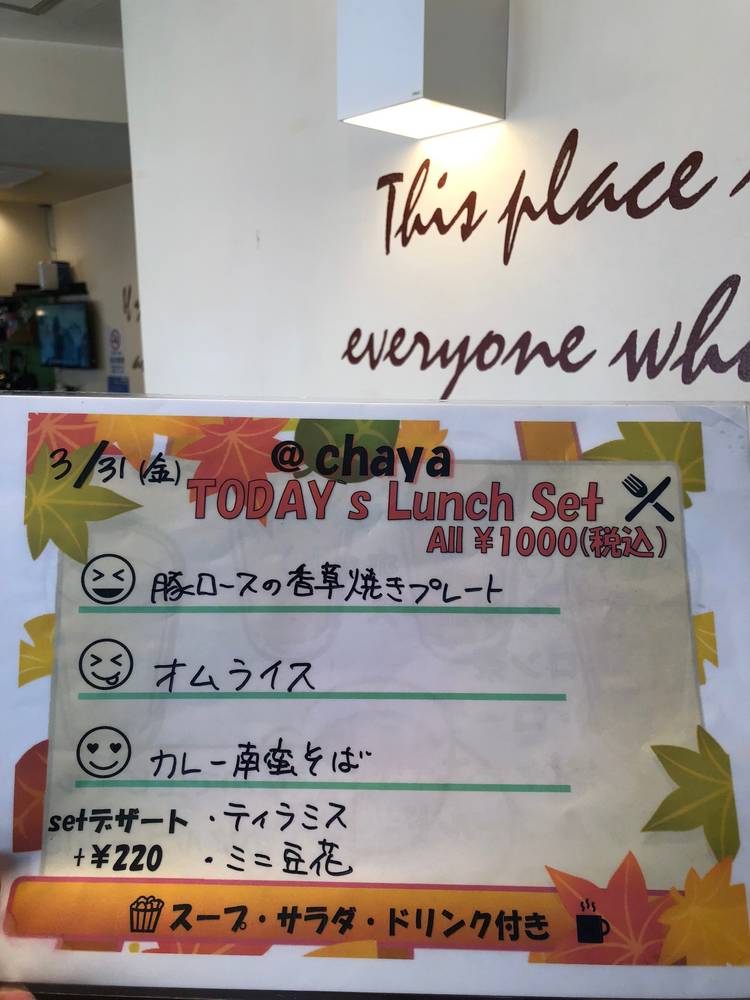 This place
everyone who
3/31(金)
@chaya
TODAY's Lunch Set
All ¥1000(税込)
豚ロースの香草焼きプレート
オムライス
カレー南蛮そば
setデザート ・ティラミス
+¥220 ・ミニ豆花
スープ・サラダ・ドリンク付き